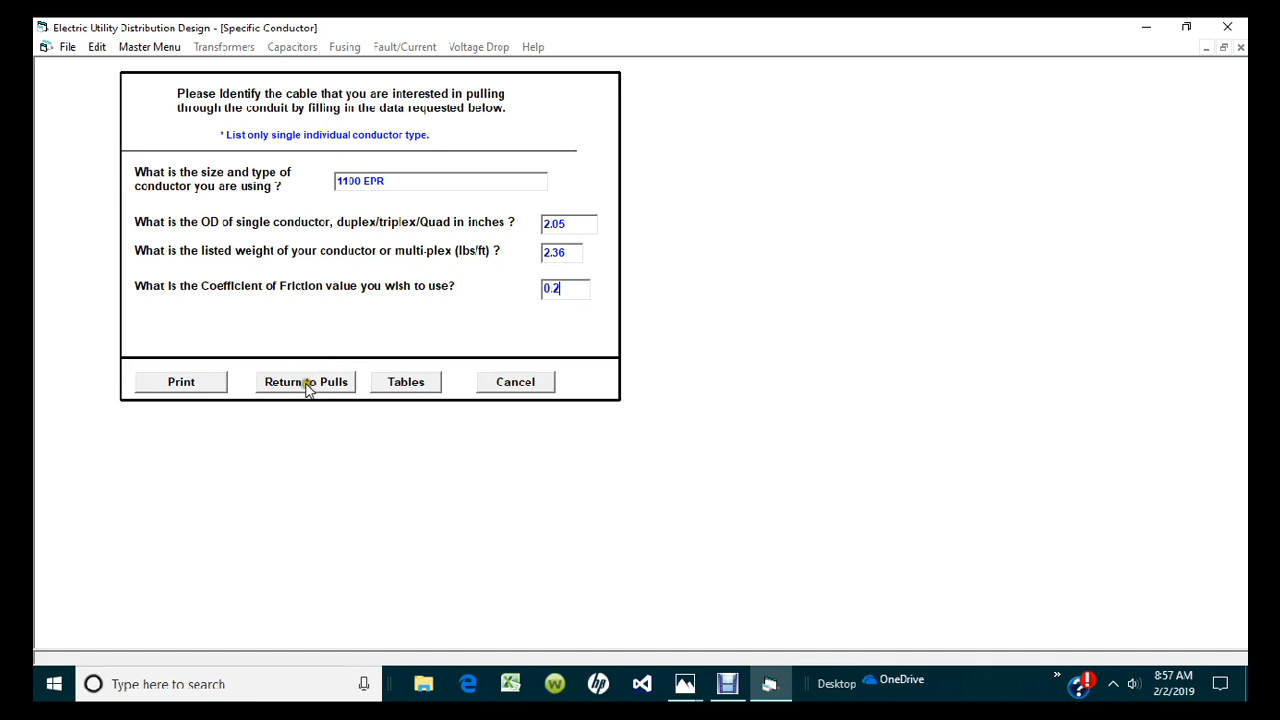 Electric Utility Distribution Design - [Specific Conductor]
File Edit Master Menu Transformers Capacitors Fusing Fault/Current Voltage Drop Help
Please Identify the cable that you are interested in pulling
through the conduit by filling in the data requested below.
* List only single individual conductor type.
What is the size and type of
conductor you are using ?
1100 EPR
What is the OD of single conductor, duplex/triplex/Quad in inches ? 2.05
What is the listed weight of your conductor or multi-plex (lbs/ft) ? 2.36
What is the Coefficient of Friction value you wish to use? 0.2
Print Return to Pulls Tables Cancel
Type here to search
Desktop
OneDrive
8:57 AM
2/2/2019